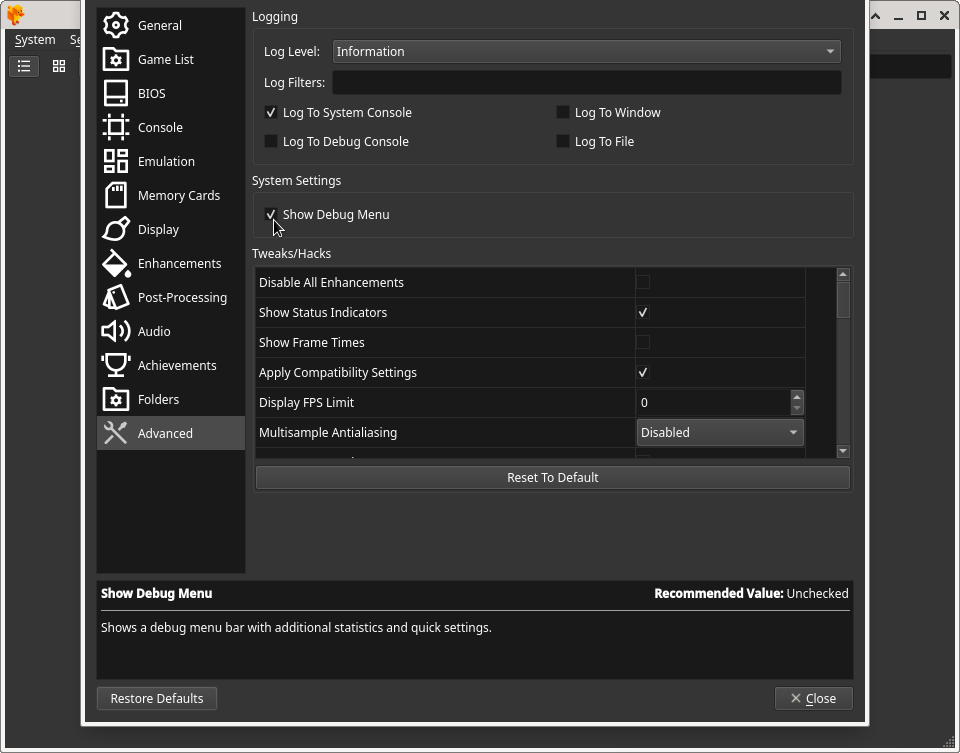 System
General
Game List
BIOS
Console
Emulation
Memory Cards
Display
Enhancements
Post-Processing
Audio
Achievements
Folders
Advanced
Logging
Log Level: Information
Log Filters:
Log To System Console Log To Window
Log To Debug Console Log To File
System Settings
Show Debug Menu
Tweaks/Hacks
Disable All Enhancements
Show Status Indicators
Show Frame Times
Apply Compatibility Settings
Display FPS Limit 0
Multisample Antialiasing Disabled
Reset To Default
Show Debug Menu Recommended Value: Unchecked
Shows a debug menu bar with additional statistics and quick settings.
Restore Defaults Close